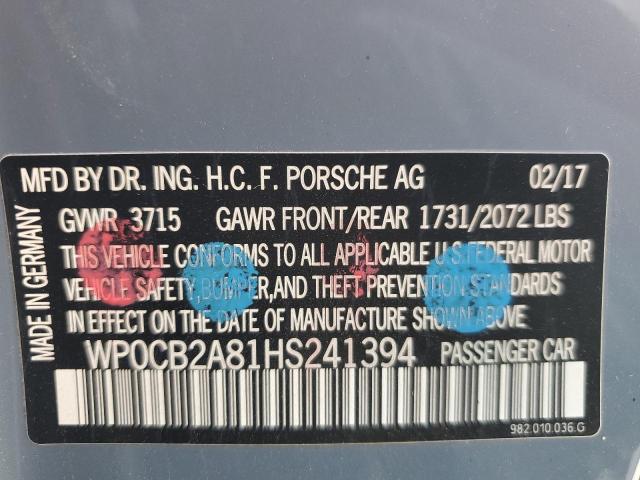 MFD BY DR. ING. H.C. F. PORSCHE AG 02/17
GVWR 3715 GAWR FRONT/REAR 1731/2072 LBS
THIS VEHICLE CONFORMS TO ALL APPLICABLE U.S.FEDERAL MOTOR
VEHICLE SAFETY,BUMPER,AND THEFT PREVENTION STANDARDS
IN EFFECT ON THE DATE OF MANUFACTURE SHOWN ABOVE
WP0CB2A81HS241394 PASSENGER CAR
982.010.036.G
MADE IN GERMANY